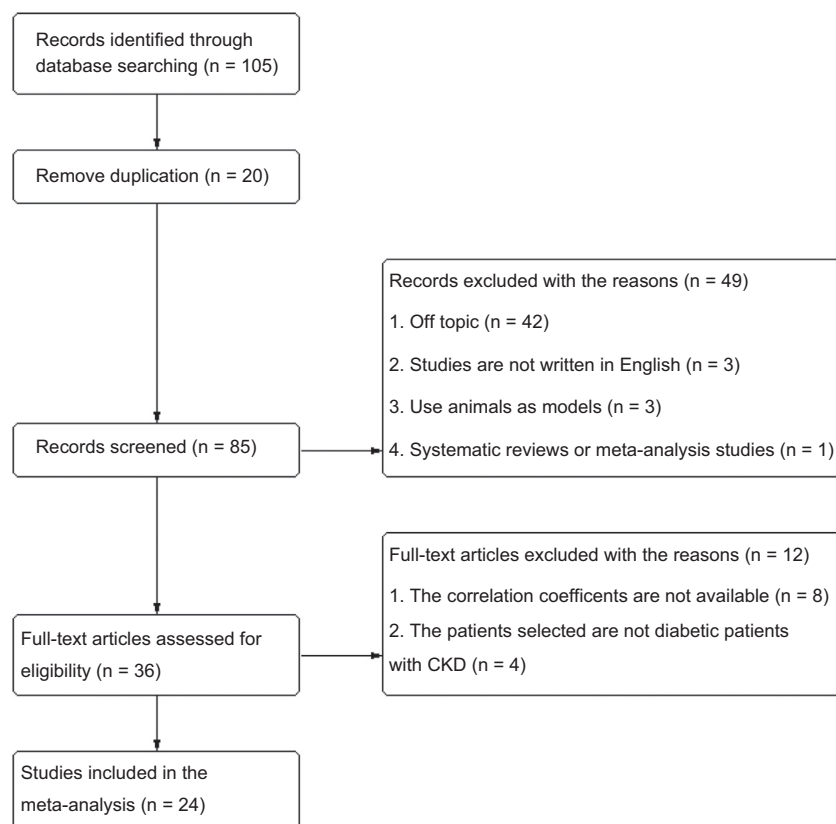 Records identified through
database searching (n = 105)
Remove duplication (n = 20)
Records excluded with the reasons (n = 49)
1. Off topic (n = 42)
2. Studies are not written in English (n = 3)
3. Use animals as models (n = 3)
4. Systematic reviews or meta-analysis studies (n = 1)
Records screened (n = 85)
Full-text articles excluded with the reasons (n = 12)
1. The correlation coefficents are not available (n = 8)
2. The patients selected are not diabetic patients
with CKD (n = 4)
Full-text articles assessed for
eligibility (n = 36)
Studies included in the
meta-analysis (n = 24)